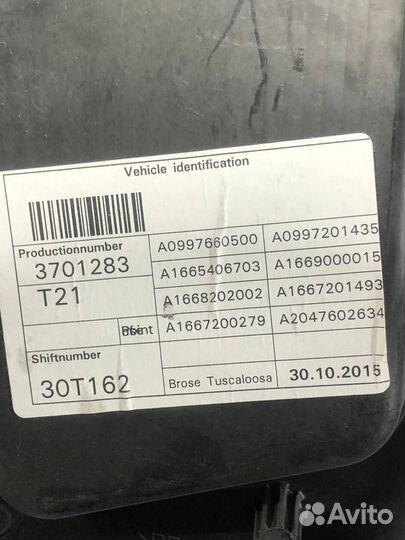 Vehicle identification
Productionnumber
3701283
T21
Point
Shiftnumber
30T162
A0997660500 A0997201435
A1665406703 A1669000015
A1668202002 A1667201493
A1667200279 A2047602634
Brose Tuscaloosa 30.10.2015
Avito